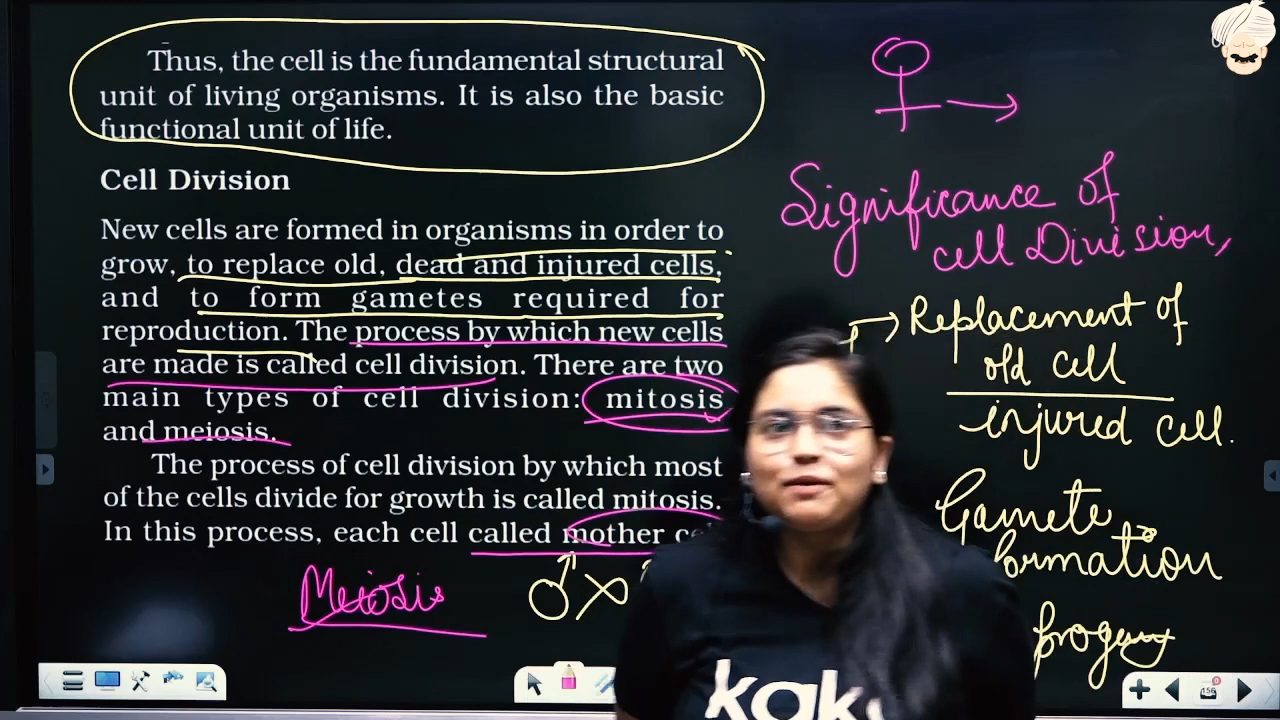 Thus, the cell is the fundamental structural
unit of living organisms. It is also the basic
functional unit of life.
Cell Division
New cells are formed in organisms in order to
grow, to replace old, dead and injured cells,
and to form gametes required for
reproduction. The process by which new cells
are made is called cell division. There are two
main types of cell division: mitosis
and meiosis.
The process of cell division by which most
of the cells divide for growth is called mitosis.
In this process, each cell called mother ce
Meiosis
♂ ×
♀ →
Significance of
cell Division,
→ Replacement of
old cell
injured cell.
Gamete
formation
156